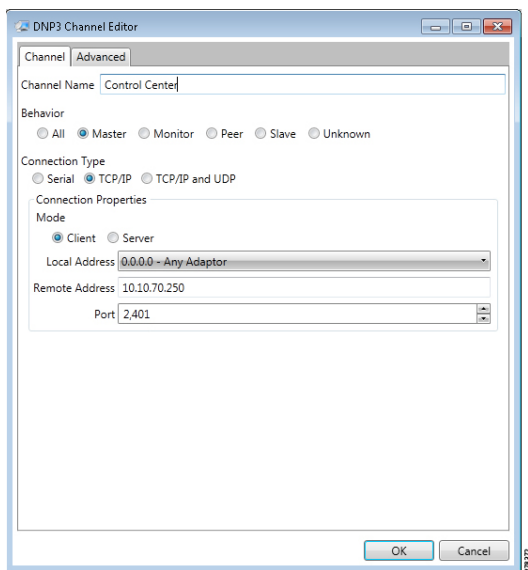 DNP3 Channel Editor
Channel Advanced
Channel Name Control Center
Behavior
All Master Monitor Peer Slave Unknown
Connection Type
Serial TCP/IP TCP/IP and UDP
Connection Properties
Mode
Client Server
Local Address 0.0.0.0 - Any Adaptor
Remote Address 10.10.70.250
Port 2,401
OK Cancel